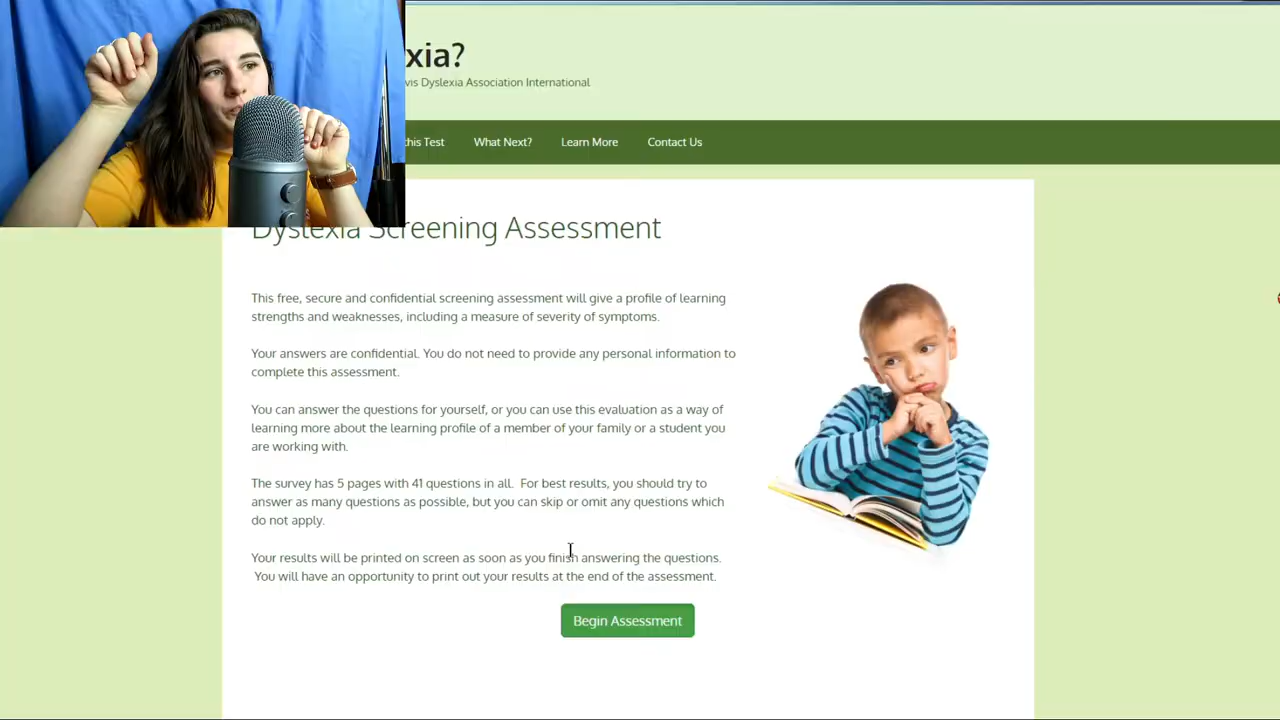 xia?
vis Dyslexia Association International
this Test What Next? Learn More Contact Us
Dyslexia Screening Assessment
This free, secure and confidential screening assessment will give a profile of learning
strengths and weaknesses, including a measure of severity of symptoms.
Your answers are confidential. You do not need to provide any personal information to
complete this assessment.
You can answer the questions for yourself, or you can use this evaluation as a way of
learning more about the learning profile of a member of your family or a student you
are working with.
The survey has 5 pages with 41 questions in all. For best results, you should try to
answer as many questions as possible, but you can skip or omit any questions which
do not apply.
Your results will be printed on screen as soon as you finish answering the questions.
You will have an opportunity to print out your results at the end of the assessment.
Begin Assessment